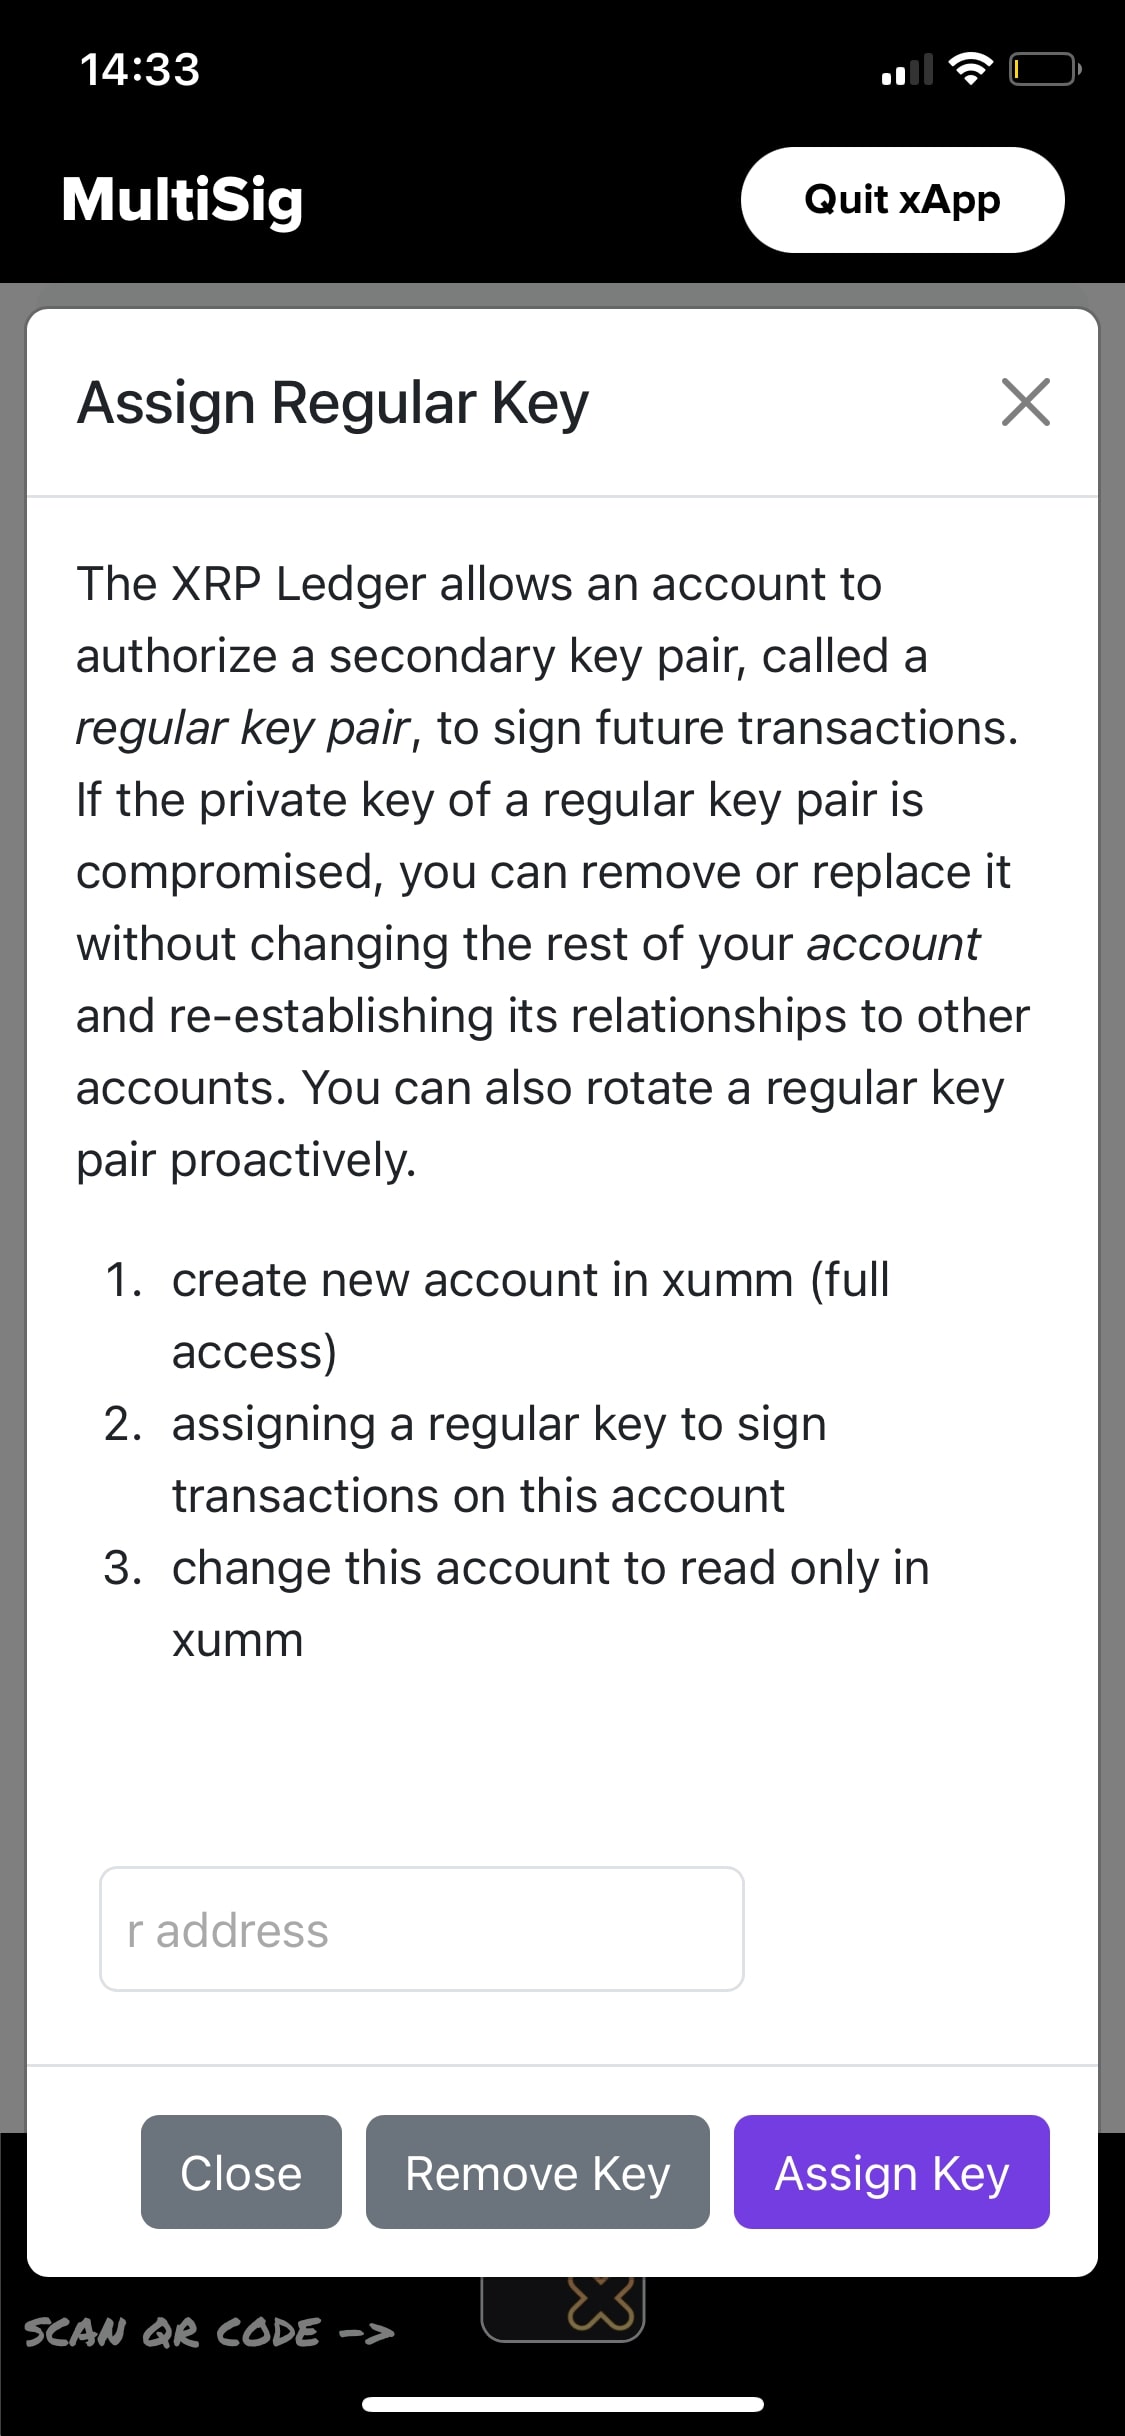 14:33
MultiSig
Quit xApp
Assign Regular Key
The XRP Ledger allows an account to
authorize a secondary key pair, called a
regular key pair, to sign future transactions.
If the private key of a regular key pair is
compromised, you can remove or replace it
without changing the rest of your account
and re-establishing its relationships to other
accounts. You can also rotate a regular key
pair proactively.
1. create new account in xumm (full
access)
2. assigning a regular key to sign
transactions on this account
3. change this account to read only in
xumm
r address
Close
Remove Key
Assign Key
SCAN QR CODE ->